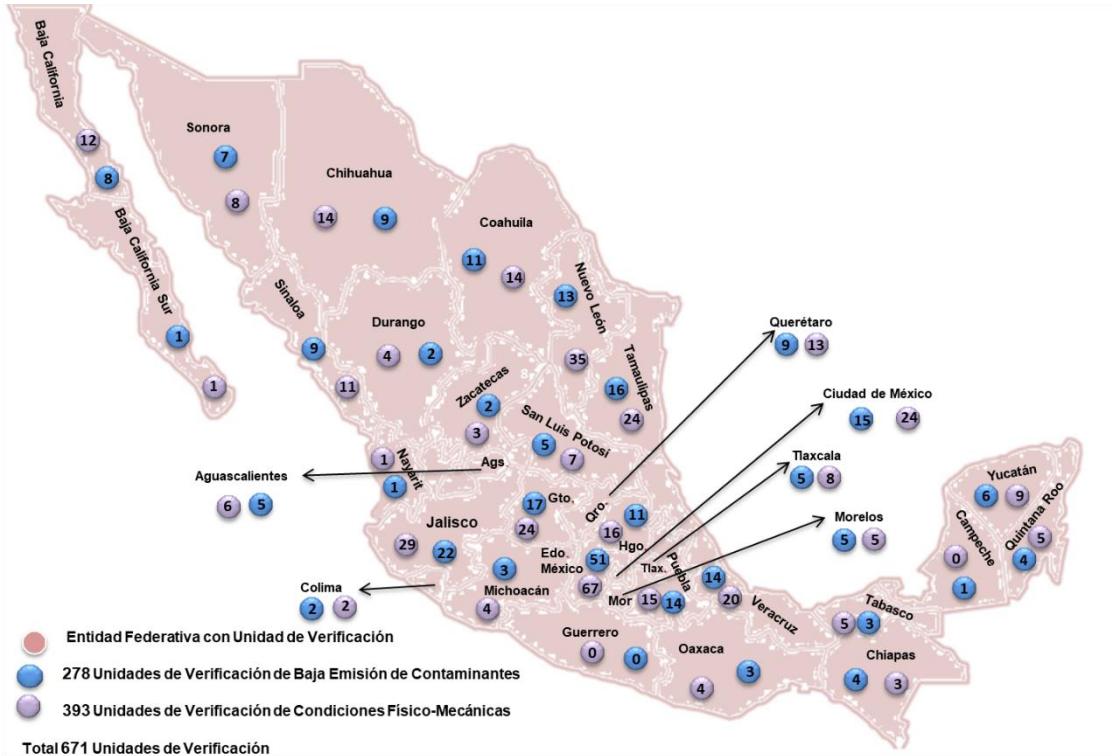 Baja California
12
8
Sonora
7
8
Chihuahua
14
9
Coahuila
11
14
Nuevo León
13
35
Baja California Sur
1
1
Sinaloa
9
11
Durango
4
2
Tamaulipas
16
24
Zacatecas
2
3
8
San Luis Potosí
5
7
Querétaro
9
13
Ciudad de México
15
24
Tlaxcala
5
8
Morelos
5
5
Nayarit
1
1
Ags.
Aguascalientes
6
5
Gto.
17
24
Qro.
16
11
Hgo.
Jalisco
29
22
Edo.
México
51
67
Tlax.
Mor
Puebla
15
14
Michoacán
3
4
Colima
2
2
Veracruz
14
20
Guerrero
0
0
Oaxaca
4
3
Tabasco
5
3
Chiapas
4
3
Campeche
0
1
Yucatán
6
9
Quintana Roo
5
4
Entidad Federativa con Unidad de Verificación
278 Unidades de Verificación de Baja Emisión de Contaminantes
393 Unidades de Verificación de Condiciones Físico-Mecánicas
Total 671 Unidades de Verificación